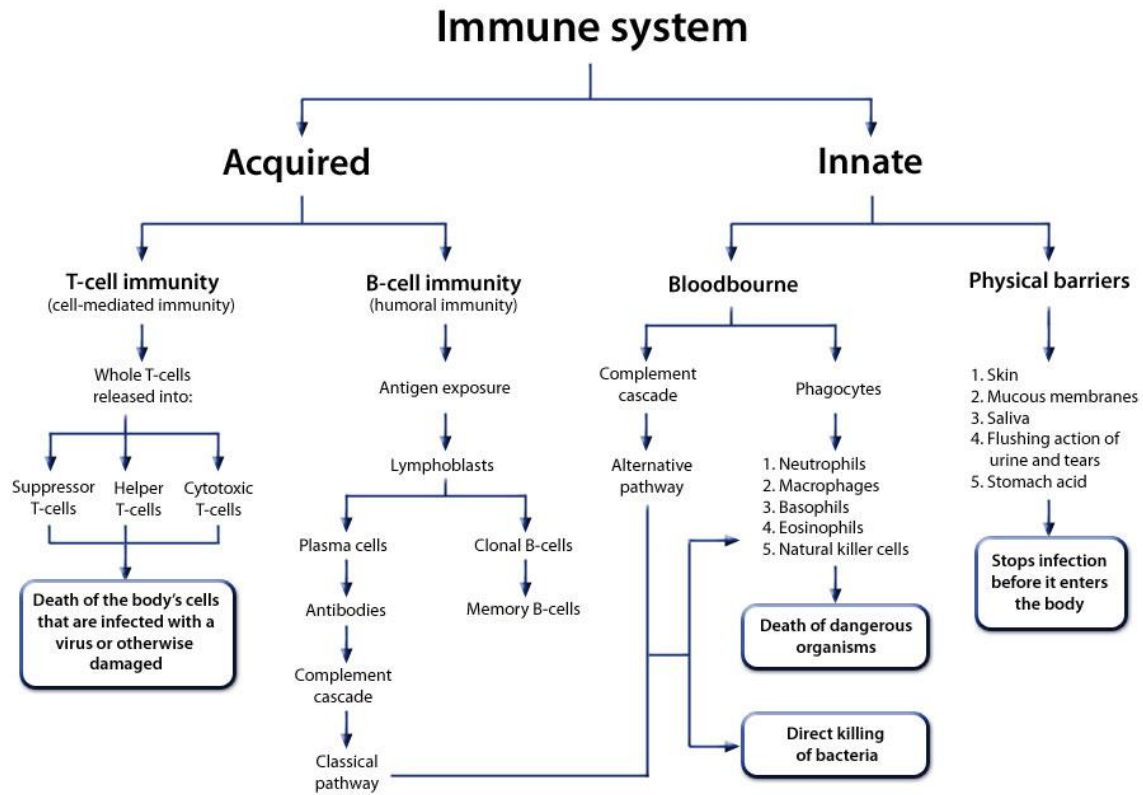 Immune system
Acquired
Innate
T-cell immunity
(cell-mediated immunity)
B-cell immunity
(humoral immunity)
Bloodbourne
Physical barriers
Whole T-cells
released into:
Suppressor
T-cells
Helper
T-cells
Cytotoxic
T-cells
Death of the body's cells
that are infected with a
virus or otherwise
damaged
Antigen exposure
Lymphoblasts
Plasma cells
Clonal B-cells
Antibodies
Memory B-cells
Complement
cascade
Classical
pathway
Complement
cascade
Alternative
pathway
Phagocytes
1. Neutrophils
2. Macrophages
3. Basophils
4. Eosinophils
5. Natural killer cells
Death of dangerous
organisms
Direct killing
of bacteria
1. Skin
2. Mucous membranes
3. Saliva
4. Flushing action of
urine and tears
5. Stomach acid
Stops infection
before it enters
the body